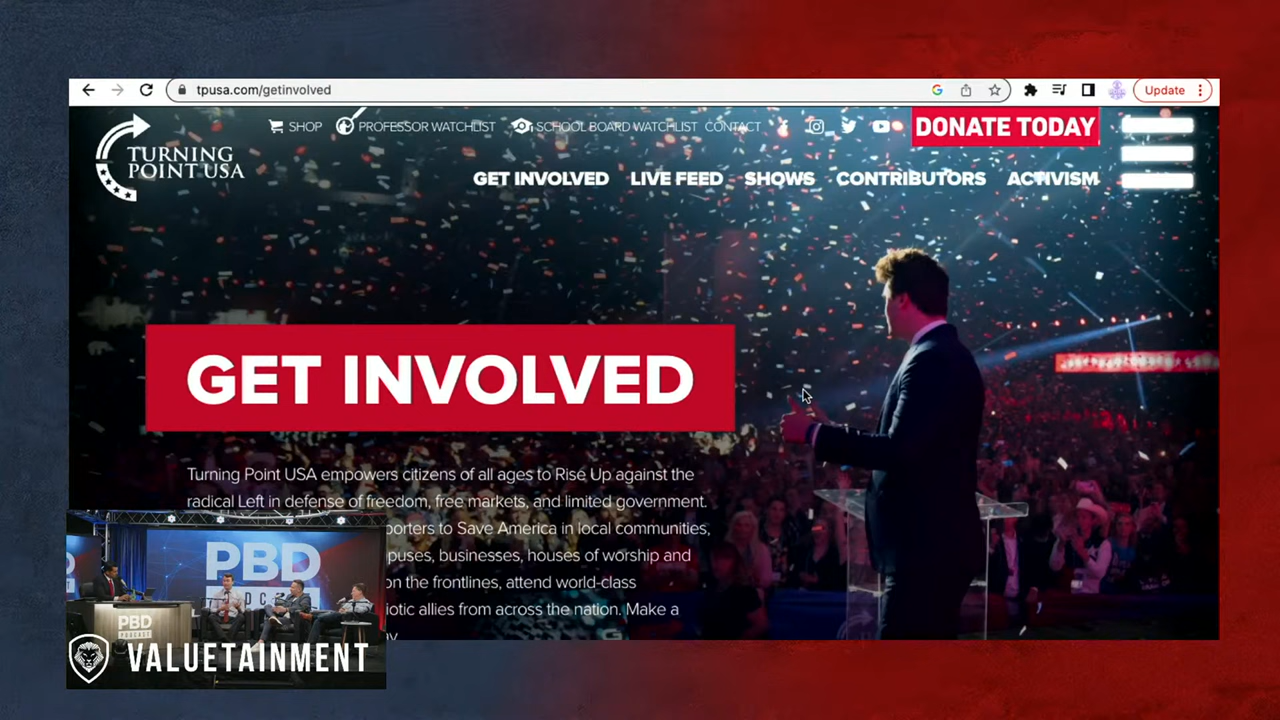 tpusa.com/getinvolved
Update
SHOP
PROFESSOR WATCHLIST
SCHOOL BOARD WATCHLIST
CONTACT
DONATE TODAY
TURNING
POINT USA
GET INVOLVED
LIVE FEED
SHOWS
CONTRIBUTORS
ACTIVISM
GET INVOLVED
Turning Point USA empowers citizens of all ages to Rise Up against the
radical Left in defense of freedom, free markets, and limited government.
porters to Save America in local communities,
puses, businesses, houses of worship and
on the frontlines, attend world-class
iotic allies from across the nation. Make a
PBD
PBD
PODCAST
VALUETAINMENT